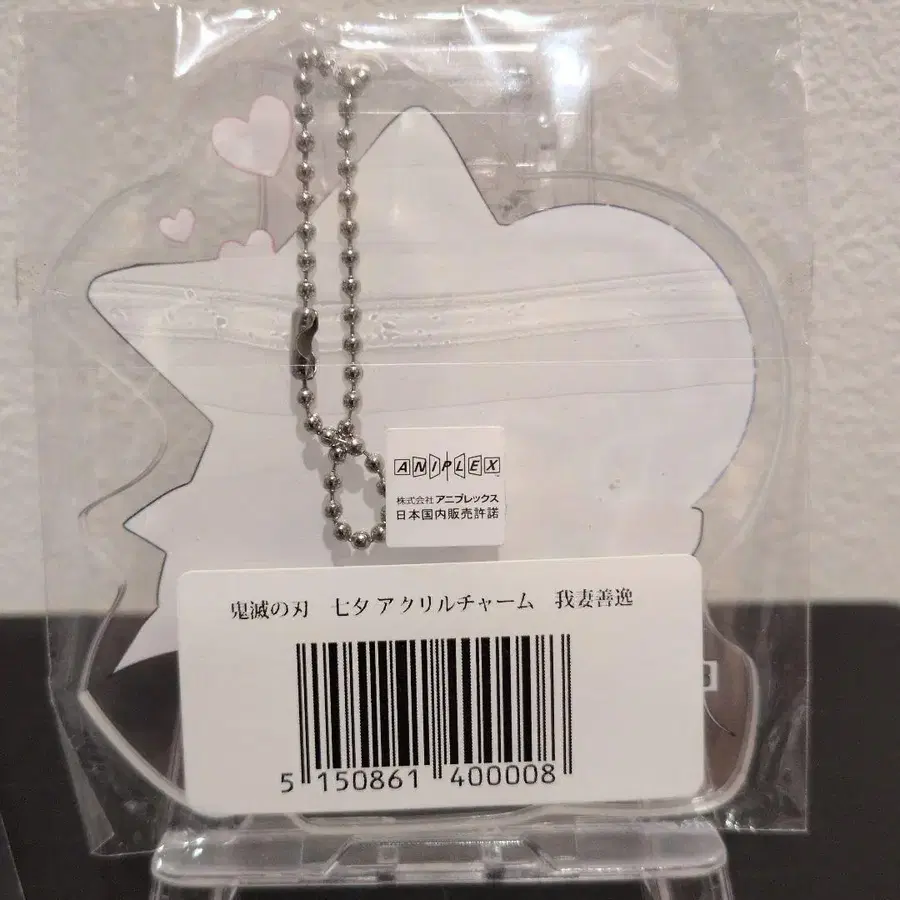 ANIPLEX
株式会社 アニプレックス
日本国内販売許諾
鬼滅の刃 七夕 アクリルチャーム 我妻善逸
5 150861 400008